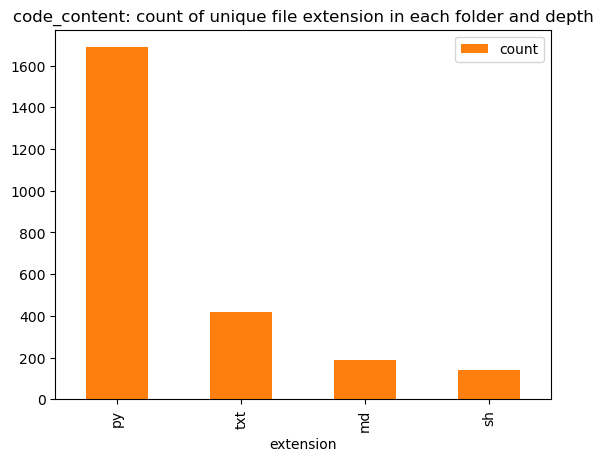 code_content: count of unique file extension in each folder and depth
count
1600
1400
1200
1000
800
600
400
200
0
py
txt
md
sh
extension